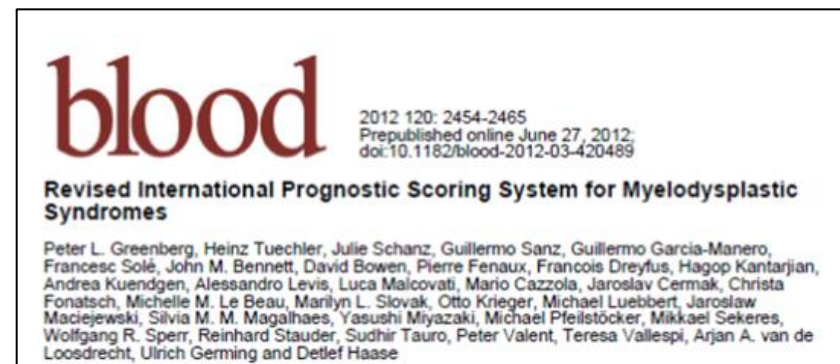 blood
2012 120: 2454-2465
Prepublished online June 27, 2012;
doi:10.1182/blood-2012-03-420489
Revised International Prognostic Scoring System for Myelodysplastic
Syndromes
Peter L. Greenberg, Heinz Tuechler, Julie Schanz, Guillermo Sanz, Guillermo Garcia-Manero,
Francesc Solé, John M. Bennett, David Bowen, Pierre Fenaux, Francois Dreyfus, Hagop Kantarjian,
Andrea Kuendgen, Alessandro Levis, Luca Malcovati, Mario Cazzola, Jaroslav Cermak, Christa
Fonatsch, Michelle M. Le Beau, Marilyn L. Slovak, Otto Krieger, Michael Luebbert, Jaroslaw
Maciejewski, Silvia M. M. Magalhaes, Yasushi Miyazaki, Michael Pfeilstöcker, Mikkael Sekeres,
Wolfgang R. Sperr, Reinhard Stauder, Sudhir Tauro, Peter Valent, Teresa Vallespi, Arjan A. van de
Loosdrecht, Ulrich Germing and Detlef Haase